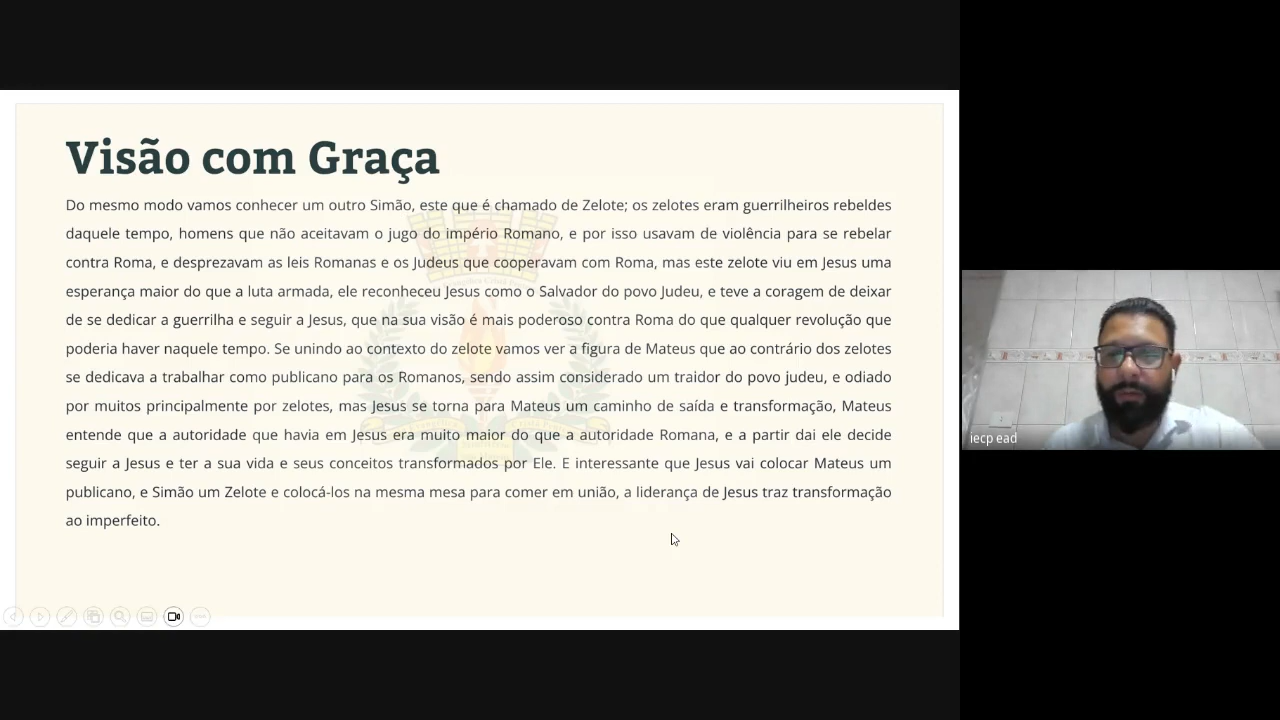 Visão com Graça
Do mesmo modo vamos conhecer um outro Simão, este que é chamado de Zelote; os zelotes eram guerrilheiros rebeldes
daquele tempo, homens que não aceitavam o jugo do império Romano, e por isso usavam de violência para se rebelar
contra Roma, e desprezavam as leis Romanas e os Judeus que cooperavam com Roma, mas este zelote viu em Jesus uma
esperança maior do que a luta armada, ele reconheceu Jesus como o Salvador do povo Judeu, e teve a coragem de deixar
de se dedicar a guerrilha e seguir a Jesus, que na sua visão é mais poderoso contra Roma do que qualquer revolução que
poderia haver naquele tempo. Se unindo ao contexto do zelote vamos ver a figura de Mateus que ao contrário dos zelotes
se dedicava a trabalhar como publicano para os Romanos, sendo assim considerado um traidor do povo judeu, e odiado
por muitos principalmente por zelotes, mas Jesus se torna para Mateus um caminho de saída e transformação, Mateus
entende que a autoridade que havia em Jesus era muito maior do que a autoridade Romana, e a partir dai ele decide
seguir a Jesus e ter a sua vida e seus conceitos transformados por Ele. E interessante que Jesus vai colocar Mateus um
publicano, e Simão um Zelote e colocá-los na mesma mesa para comer em união, a liderança de Jesus traz transformação
ao imperfeito.
iecp ead